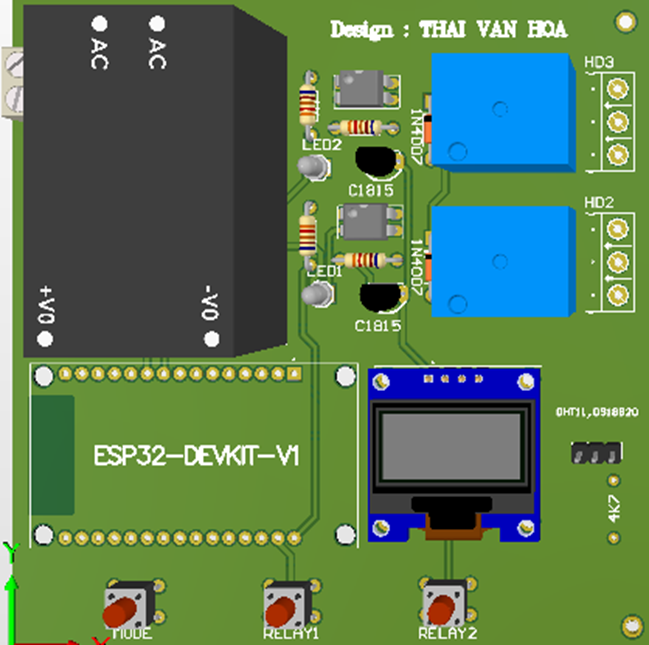 Design : THAI VAN HOA
AC
AC
HD3
1N4007
LED2
C1815
HD2
1N4007
LED1
C1815
+V0
-V0
DHT11,DS18B20
ESP32-DEVKIT-V1
4K7
Y
MODE
RELAY1
RELAY2
X